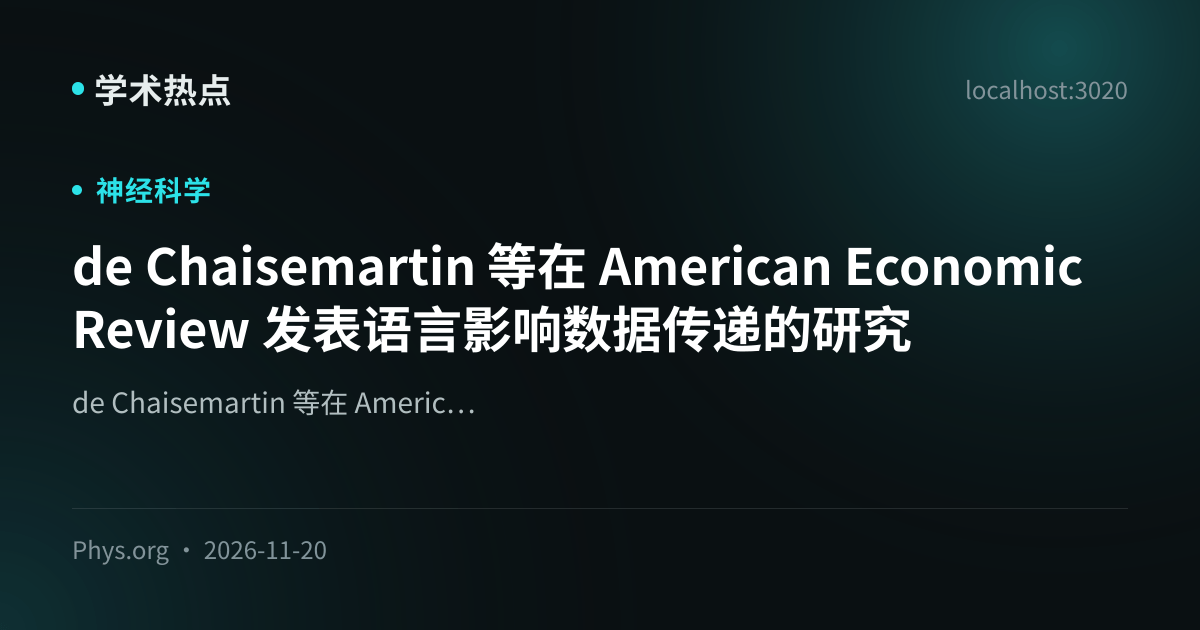 学术热点
localhost:3020
神经科学
de Chaisemartin 等在 American Economic
Review 发表语言影响数据传递的研究
de Chaisemartin 等在 Americ…
Phys.org · 2026-11-20